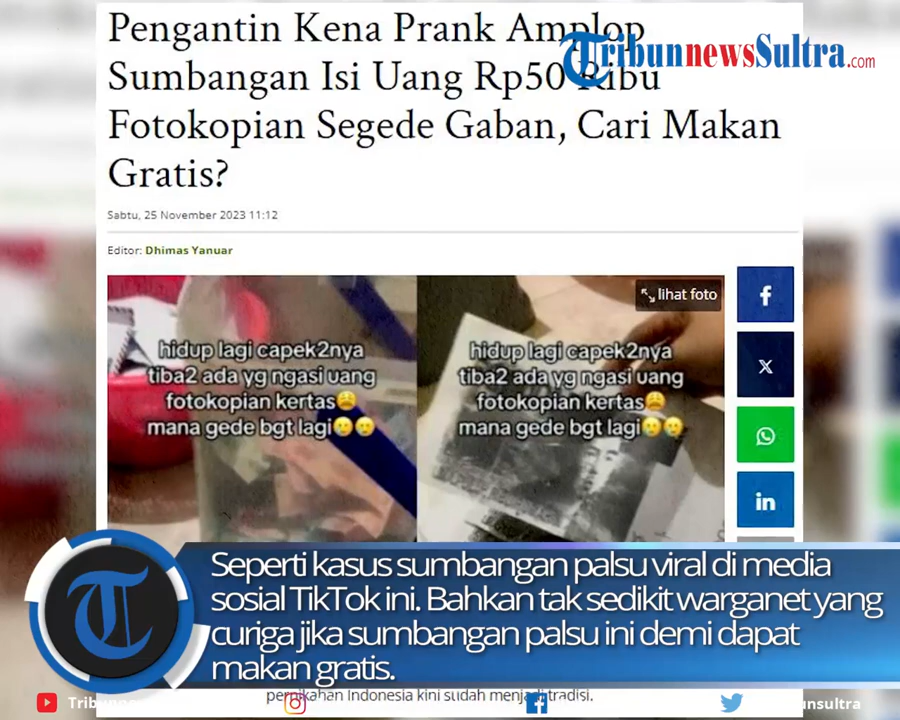 Pengantin Kena Prank Amplop
Sumbangan Isi Uang Rp50 Ribu
Fotokopian Segede Gaban, Cari Makan
Gratis?
TribunnewsSultra.com
Sabtu, 25 November 2023 11:12
Editor: Dhimas Yanuar
lihat foto
hidup lagi capek2nya
tiba2 ada yg ngasi uang
fotokopian kertas😩
mana gede bgt lagi🥲🥲
hidup lagi capek2nya
tiba2 ada yg ngasi uang
fotokopian kertas😩
mana gede bgt lagi🥲🥲
f
X
in
T
Seperti kasus sumbangan palsu viral di media
sosial TikTok ini. Bahkan tak sedikit warganet yang
curiga jika sumbangan palsu ini demi dapat
makan gratis.
pernikahan Indonesia kini sudah menjadi tradisi.